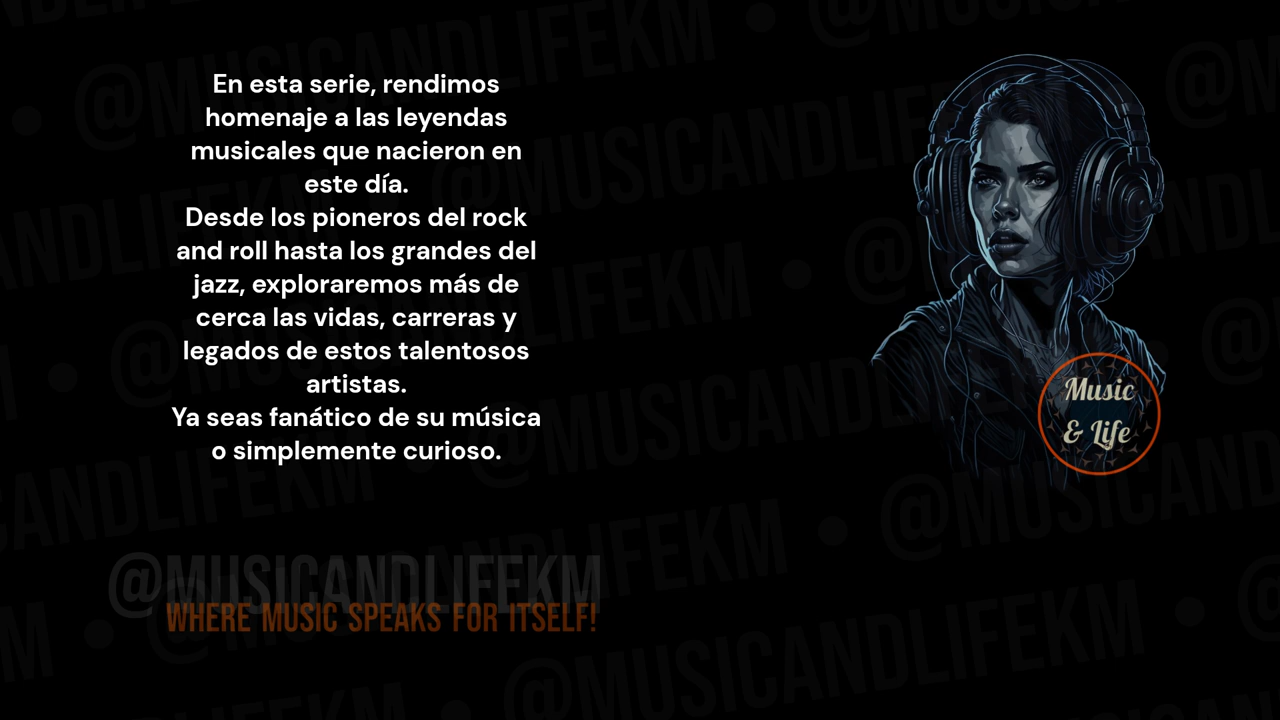 En esta serie, rendimos
homenaje a las leyendas
musicales que nacieron en
este día.
Desde los pioneros del rock
and roll hasta los grandes del
jazz, exploraremos más de
cerca las vidas, carreras y
legados de estos talentosos
artistas.
Ya seas fanático de su música
o simplemente curioso.
Music
& Life
@MUSICANDLIFEKM
WHERE MUSIC SPEAKS FOR ITSELF!